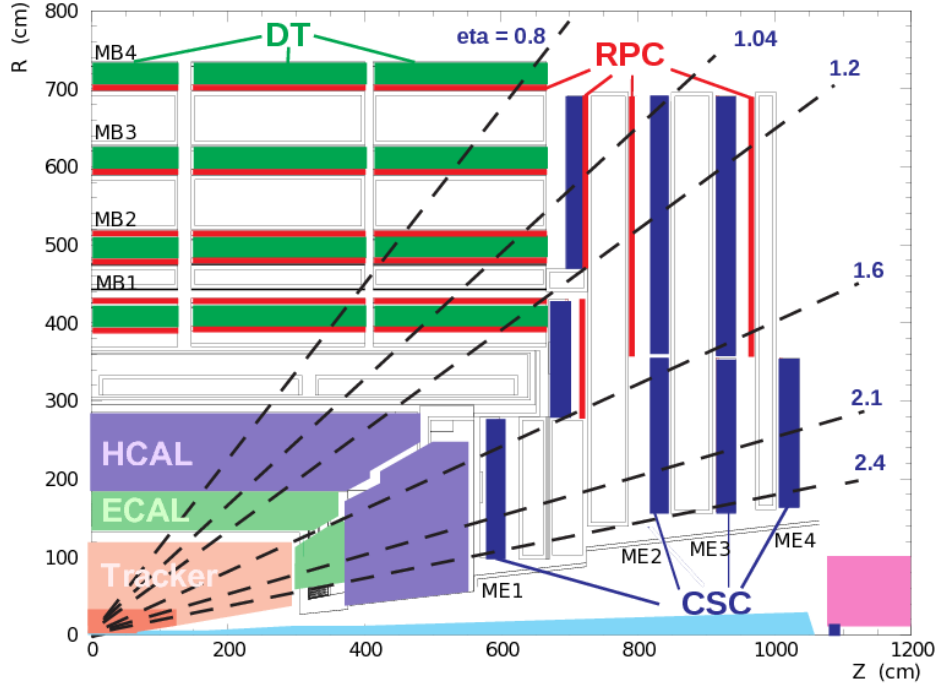 R (cm)
800
700
600
500
400
300
200
100
0
MB4
MB3
MB2
MB1
DT
eta = 0.8
RPC
1.04
1.2
1.6
2.1
2.4
HCAL
ECAL
Tracker
ME1
ME2
ME3
ME4
CSC
0
200
400
600
800
1000
1200
Z (cm)